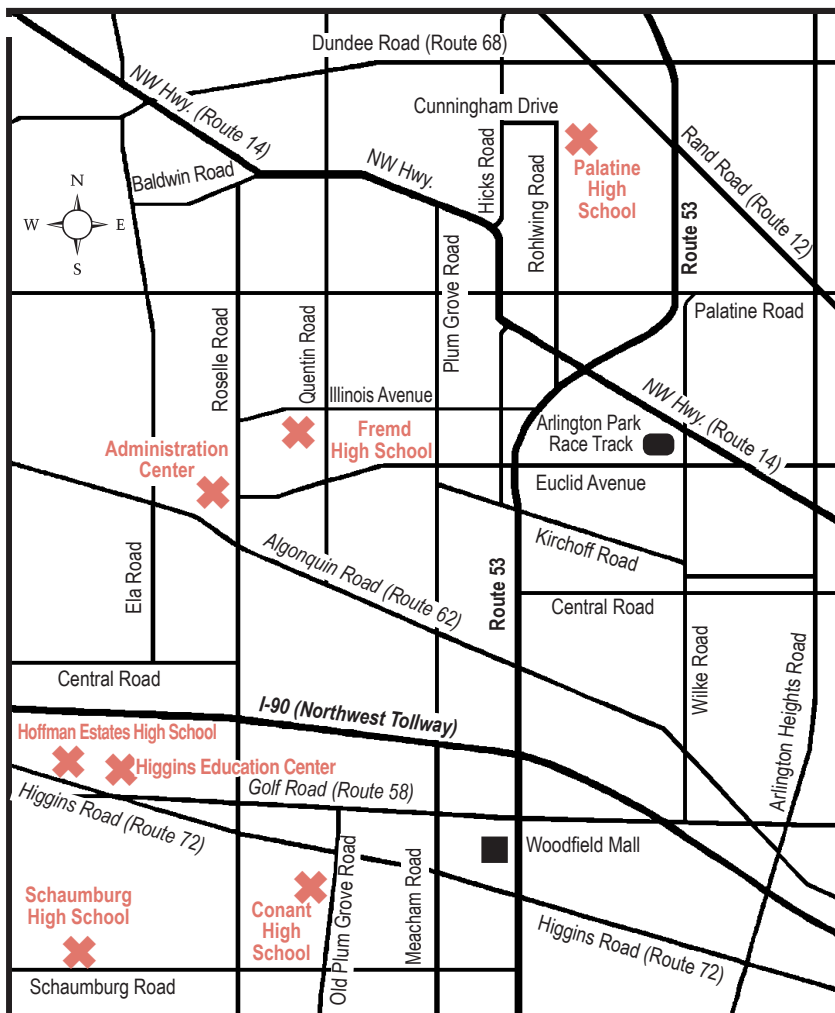 Dundee Road (Route 68)
NW Hwy. (Route 14)
Cunningham Drive
Rand Road (Route 12)
Baldwin Road
NW Hwy.
Hicks Road
Rohlwing Road
Palatine
High
School
N
W
E
S
Route 53
Plum Grove Road
Palatine Road
Roselle Road
Quentin Road
Illinois Avenue
NW Hwy. (Route 14)
Fremd
High School
Arlington Park
Race Track
Administration
Center
Euclid Avenue
Kirchoff Road
Algonquin Road (Route 62)
Ela Road
Route 53
Central Road
Wilke Road
Arlington Heights Road
Central Road
I-90 (Northwest Tollway)
Hoffman Estates High School
Higgins Education Center
Golf Road (Route 58)
Higgins Road (Route 72)
Woodfield Mall
Old Plum Grove Road
Meacham Road
Schaumburg
High School
Conant
High
School
Higgins Road (Route 72)
Schaumburg Road